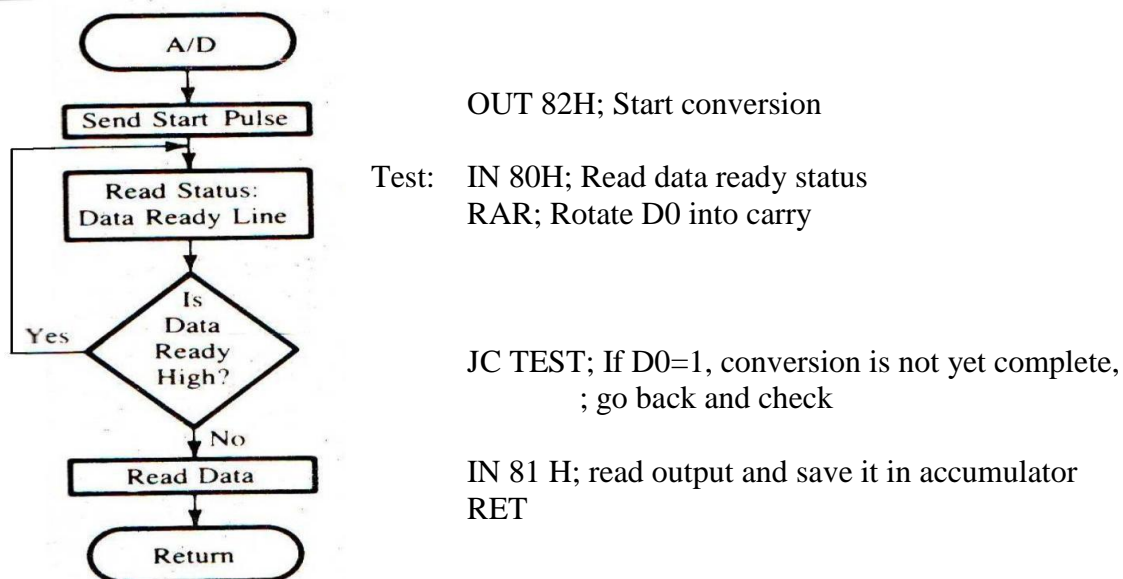 A/D
Send Start Pulse
OUT 82H; Start conversion
Read Status:
Data Ready Line
Test: IN 80H; Read data ready status
RAR; Rotate D0 into carry
Is
Data
Ready
High?
Yes
JC TEST; If D0=1, conversion is not yet complete,
; go back and check
No
Read Data
IN 81 H; read output and save it in accumulator
RET
Return